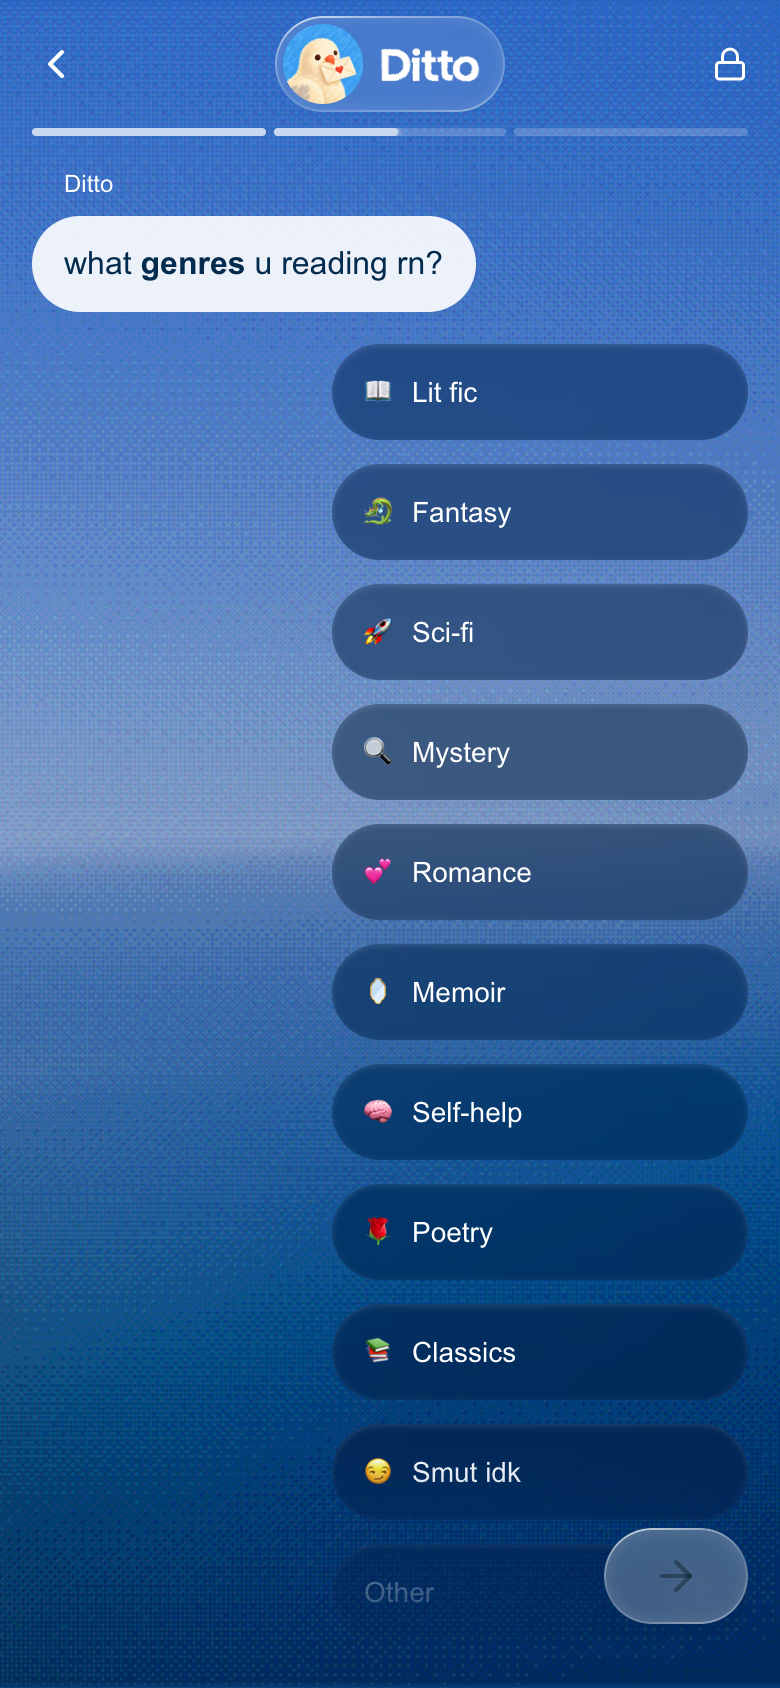 Ditto
Ditto
what genres u reading rn?
Lit fic
Fantasy
Sci-fi
Mystery
Romance
Memoir
Self-help
Poetry
Classics
Smut idk
Other